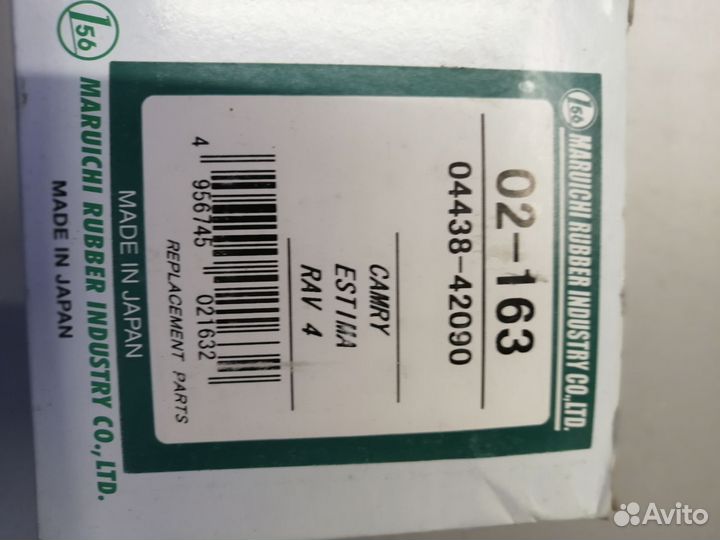 156 MARUICHI RUBBER INDUSTRY CO.,LTD.
02-163
04438-42090
CAMRY
ESTIMA
RAV 4
4 956745 021632
REPLACEMENT PARTS
MADE IN JAPAN
156 MARUICHI RUBBER INDUSTRY CO.,LTD.
MADE IN JAPAN
Avito